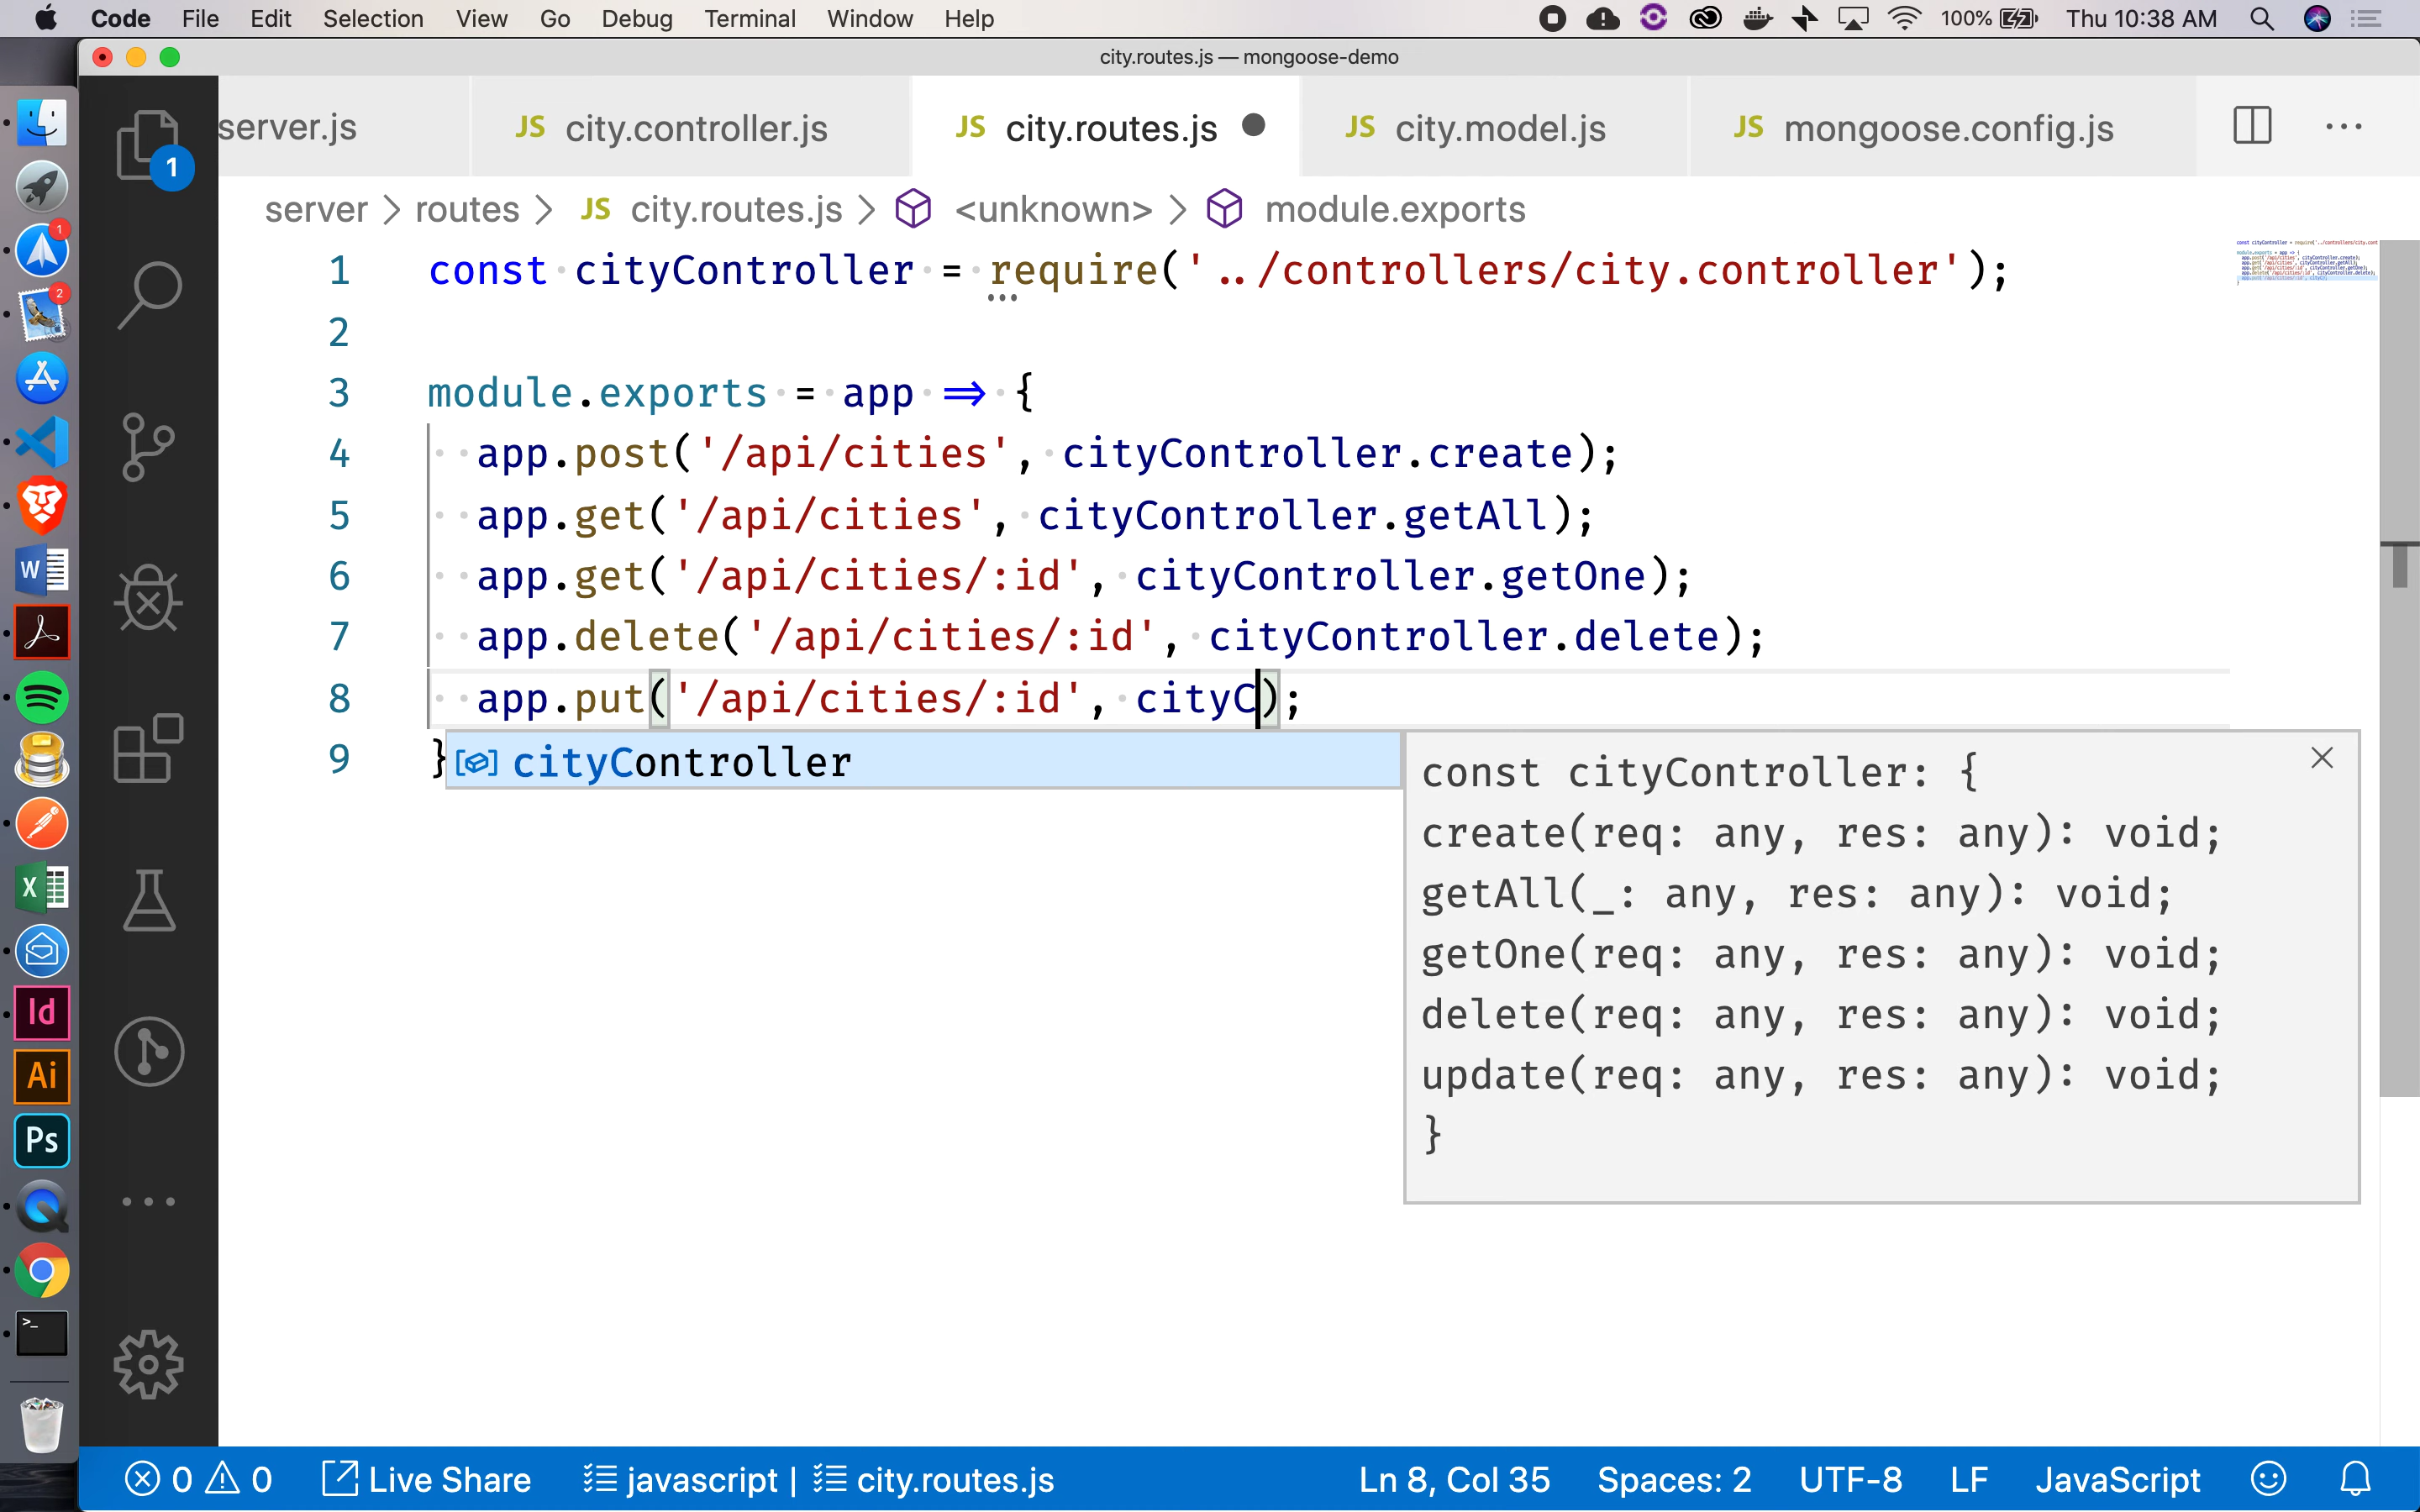 Code File Edit Selection View Go Debug Terminal Window Help 100% Thu 10:38 AM
city.routes.js — mongoose-demo
server.js JS city.controller.js JS city.routes.js JS city.model.js JS mongoose.config.js
1
server > routes > JS city.routes.js > <unknown> > module.exports
1 const cityController = require('../controllers/city.controller');
2
3 module.exports = app => {
4 app.post('/api/cities', cityController.create);
5 app.get('/api/cities', cityController.getAll);
6 app.get('/api/cities/:id', cityController.getOne);
7 app.delete('/api/cities/:id', cityController.delete);
8 app.put('/api/cities/:id', cityC);
9 }
cityController
const cityController: {
create(req: any, res: any): void;
getAll(_: any, res: any): void;
getOne(req: any, res: any): void;
delete(req: any, res: any): void;
update(req: any, res: any): void;
}
1
2
W
X
Id
Ai
Ps
>_
0 0 Live Share javascript | city.routes.js Ln 8, Col 35 Spaces: 2 UTF-8 LF JavaScript